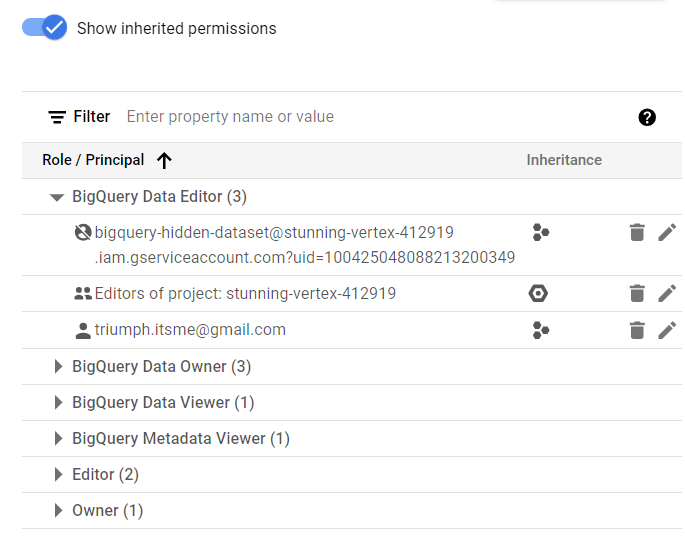 Show inherited permissions
Filter Enter property name or value
Role / Principal Inheritance
BigQuery Data Editor (3)
bigquery-hidden-dataset@stunning-vertex-412919
.iam.gserviceaccount.com?uid=100425048088213200349
Editors of project: stunning-vertex-412919
triumph.itsme@gmail.com
BigQuery Data Owner (3)
BigQuery Data Viewer (1)
BigQuery Metadata Viewer (1)
Editor (2)
Owner (1)